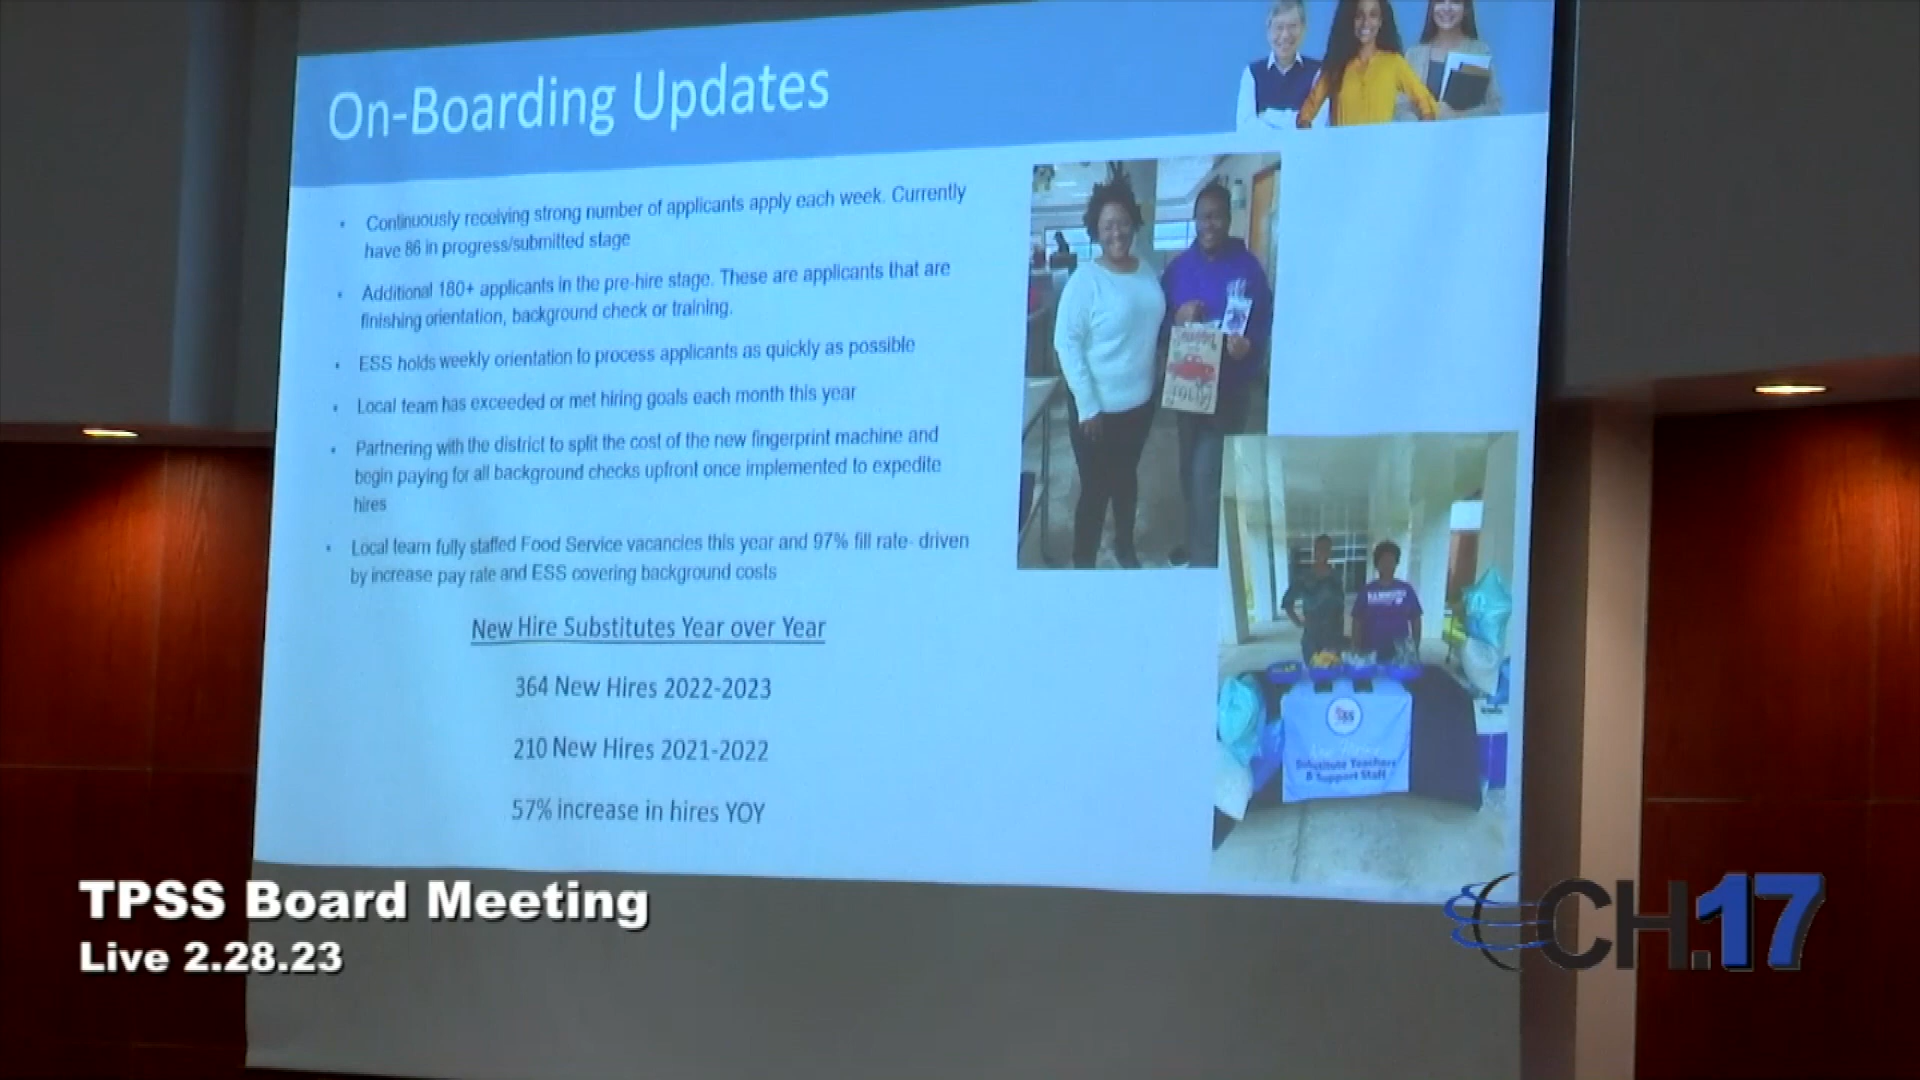 On-Boarding Updates
• Continuously receiving strong number of applicants apply each week. Currently
have 86 in progress/submitted stage
• Additional 180+ applicants in the pre-hire stage. These are applicants that are
finishing orientation, background check or training.
• ESS holds weekly orientation to process applicants as quickly as possible
• Local team has exceeded or met hiring goals each month this year
• Partnering with the district to split the cost of the new fingerprint machine and
begin paying for all background checks upfront once implemented to expedite
hires
• Local team fully staffed Food Service vacancies this year and 97% fill rate- driven
by increase pay rate and ESS covering background costs
New Hire Substitutes Year over Year
364 New Hires 2022-2023
210 New Hires 2021-2022
57% increase in hires YOY
ESS
Substitute Teachers
& Support Staff
TPSS Board Meeting
Live 2.28.23
CH.17